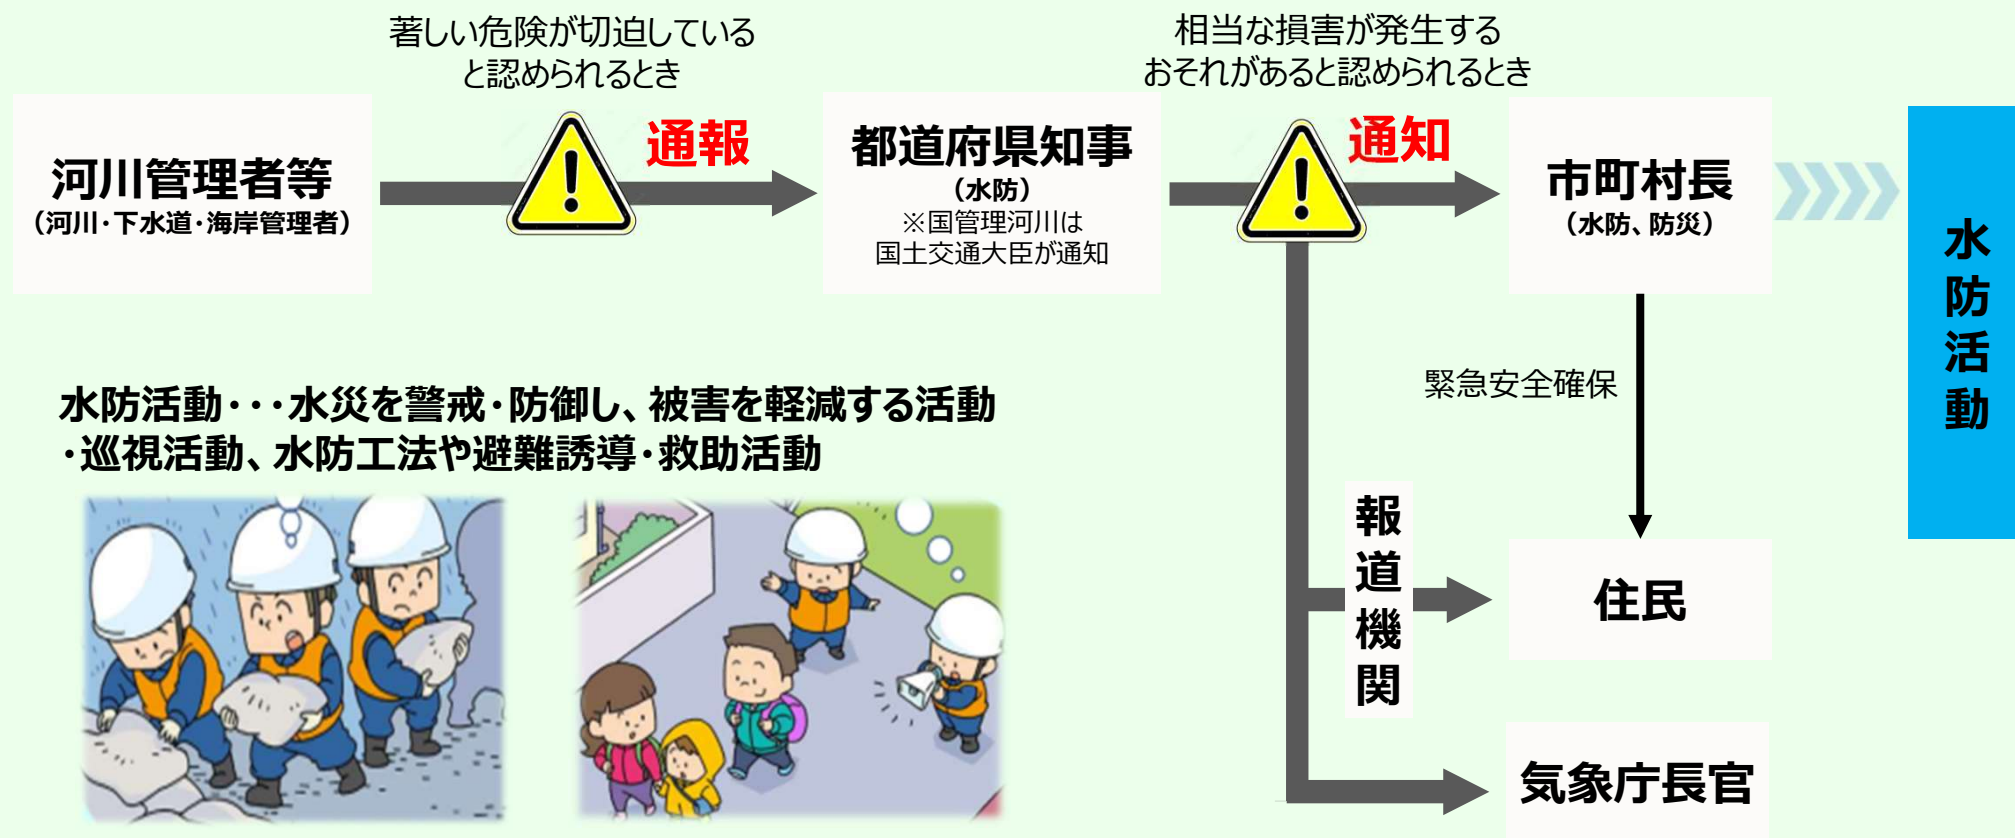 著しい危険が切迫している
と認められるとき
相当な損害が発生する
おそれがあると認められるとき
河川管理者等
（河川・下水道・海岸管理者）
通報
都道府県知事
（水防）
※国管理河川は
国土交通大臣が通知
通知
市町村長
（水防、防災）
水防活動
緊急安全確保
水防活動・・・水災を警戒・防御し、被害を軽減する活動
・巡視活動、水防工法や避難誘導・救助活動
報道機関
住民
気象庁長官